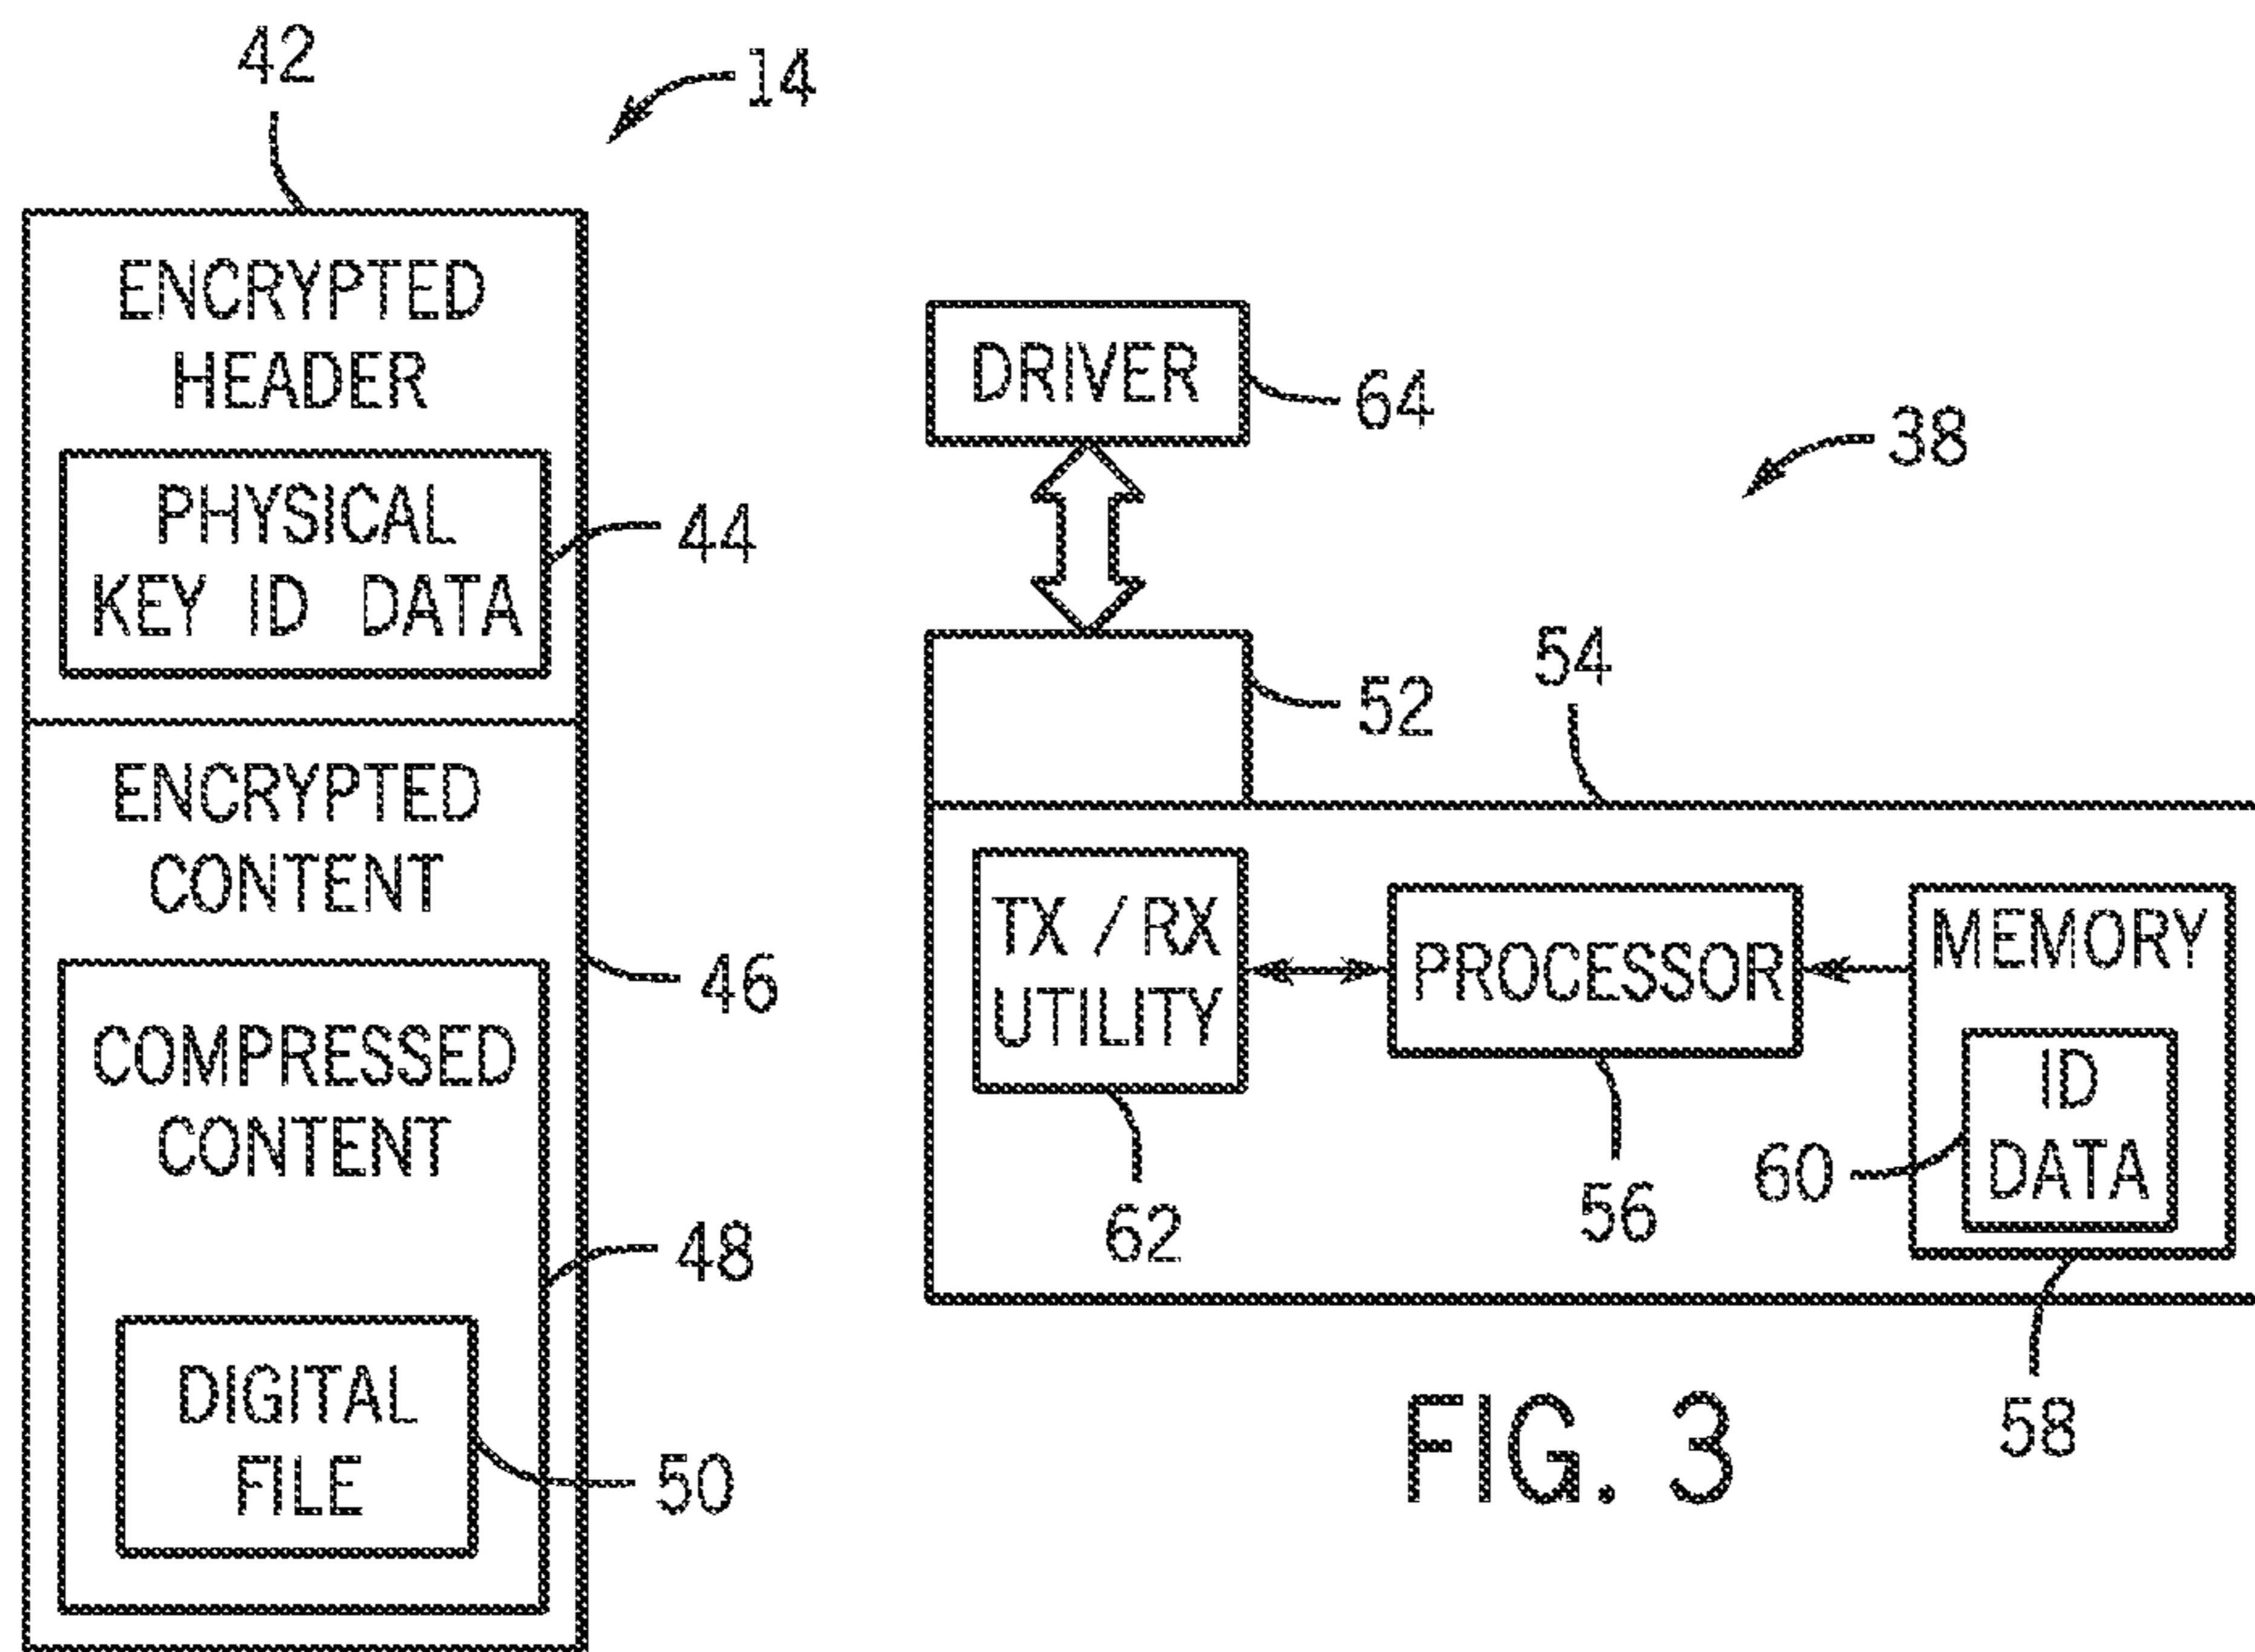 42
14
ENCRYPTED
HEADER
PHYSICAL
KEY ID DATA
44
ENCRYPTED
CONTENT
46
COMPRESSED
CONTENT
48
DIGITAL
FILE
50
DRIVER
64
38
52
54
TX / RX
UTILITY
62
PROCESSOR
56
MEMORY
ID
DATA
60
58
FIG. 3